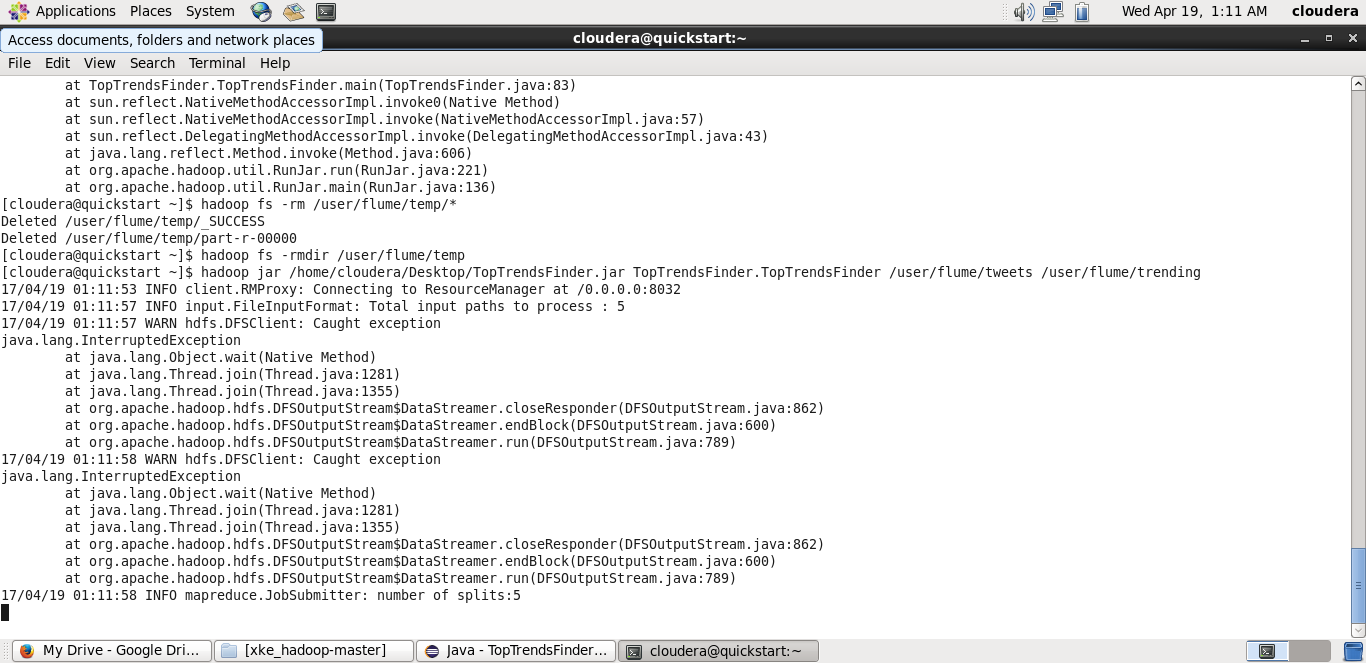 Applications Places System Wed Apr 19, 1:11 AM cloudera
Access documents, folders and network places
cloudera@quickstart:~
File Edit View Search Terminal Help
        at TopTrendsFinder.TopTrendsFinder.main(TopTrendsFinder.java:83)
        at sun.reflect.NativeMethodAccessorImpl.invoke0(Native Method)
        at sun.reflect.NativeMethodAccessorImpl.invoke(NativeMethodAccessorImpl.java:57)
        at sun.reflect.DelegatingMethodAccessorImpl.invoke(DelegatingMethodAccessorImpl.java:43)
        at java.lang.reflect.Method.invoke(Method.java:606)
        at org.apache.hadoop.util.RunJar.run(RunJar.java:221)
        at org.apache.hadoop.util.RunJar.main(RunJar.java:136)
[cloudera@quickstart ~]$ hadoop fs -rm /user/flume/temp/*
Deleted /user/flume/temp/_SUCCESS
Deleted /user/flume/temp/part-r-00000
[cloudera@quickstart ~]$ hadoop fs -rmdir /user/flume/temp
[cloudera@quickstart ~]$ hadoop jar /home/cloudera/Desktop/TopTrendsFinder.jar TopTrendsFinder.TopTrendsFinder /user/flume/tweets /user/flume/trending
17/04/19 01:11:53 INFO client.RMProxy: Connecting to ResourceManager at /0.0.0.0:8032
17/04/19 01:11:57 INFO input.FileInputFormat: Total input paths to process : 5
17/04/19 01:11:57 WARN hdfs.DFSClient: Caught exception
java.lang.InterruptedException
        at java.lang.Object.wait(Native Method)
        at java.lang.Thread.join(Thread.java:1281)
        at java.lang.Thread.join(Thread.java:1355)
        at org.apache.hadoop.hdfs.DFSOutputStream$DataStreamer.closeResponder(DFSOutputStream.java:862)
        at org.apache.hadoop.hdfs.DFSOutputStream$DataStreamer.endBlock(DFSOutputStream.java:600)
        at org.apache.hadoop.hdfs.DFSOutputStream$DataStreamer.run(DFSOutputStream.java:789)
17/04/19 01:11:58 WARN hdfs.DFSClient: Caught exception
java.lang.InterruptedException
        at java.lang.Object.wait(Native Method)
        at java.lang.Thread.join(Thread.java:1281)
        at java.lang.Thread.join(Thread.java:1355)
        at org.apache.hadoop.hdfs.DFSOutputStream$DataStreamer.closeResponder(DFSOutputStream.java:862)
        at org.apache.hadoop.hdfs.DFSOutputStream$DataStreamer.endBlock(DFSOutputStream.java:600)
        at org.apache.hadoop.hdfs.DFSOutputStream$DataStreamer.run(DFSOutputStream.java:789)
17/04/19 01:11:58 INFO mapreduce.JobSubmitter: number of splits:5
My Drive - Google Dri... [xke_hadoop-master] Java - TopTrendsFinder... cloudera@quickstart:~